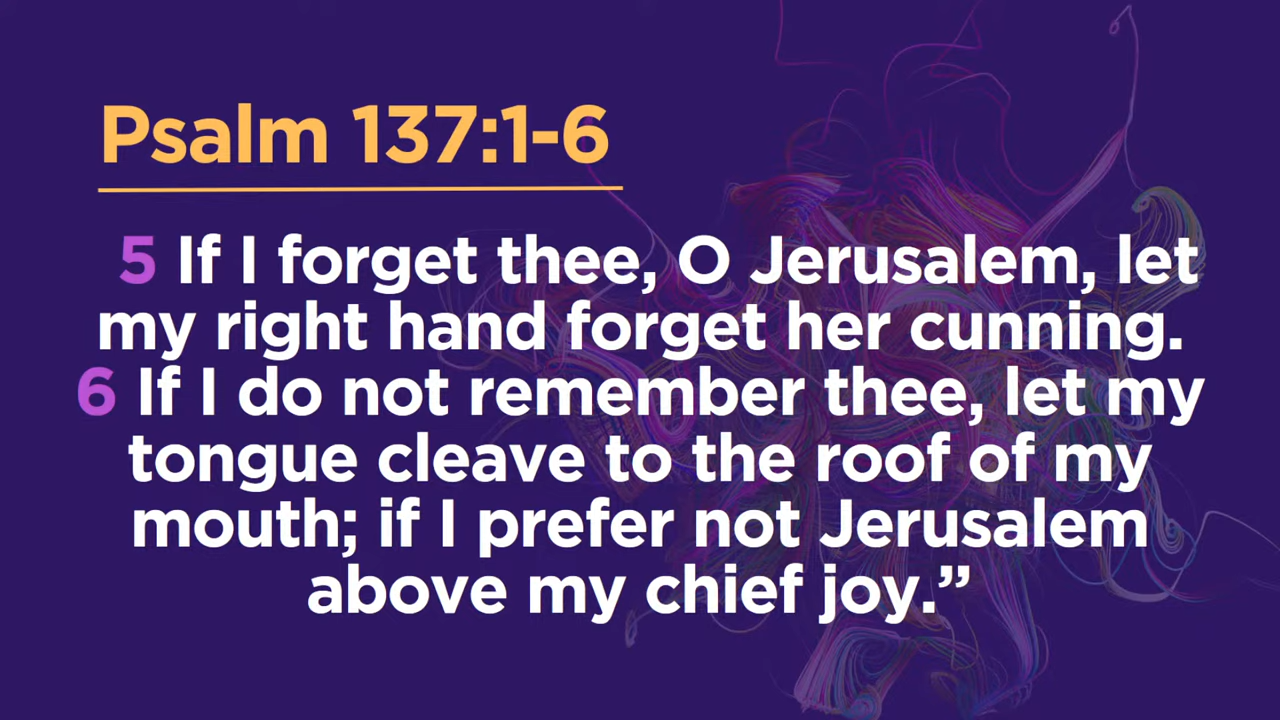 Psalm 137:1-6
5 If I forget thee, O Jerusalem, let
my right hand forget her cunning.
6 If I do not remember thee, let my
tongue cleave to the roof of my
mouth; if I prefer not Jerusalem
above my chief joy.”